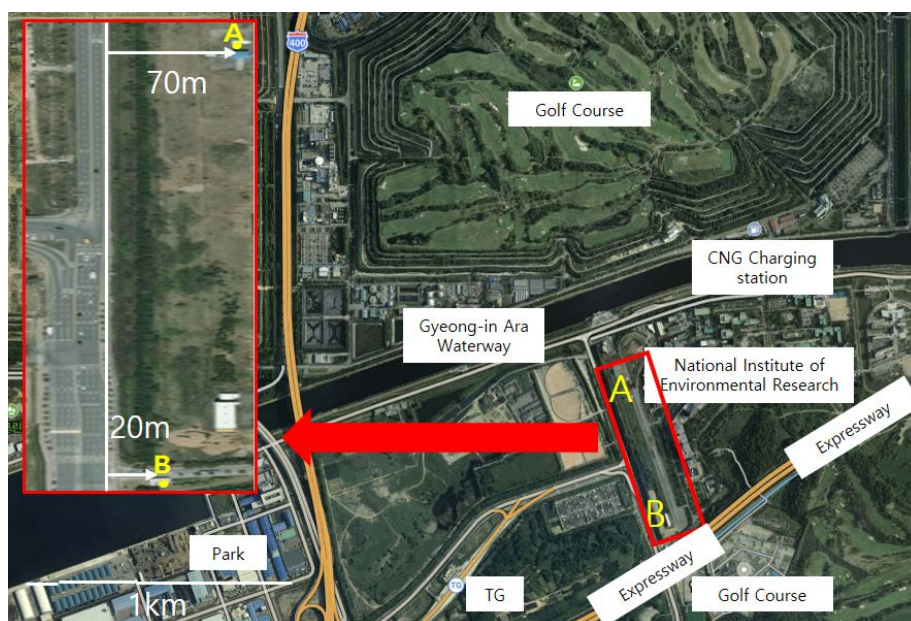 A
70m
20m
B
400
Golf Course
CNG Charging
station
Gyeong-in Ara
Waterway
National Institute of
Environmental Research
A
B
Expressway
Expressway
Park
1km
TG
TG
Golf Course